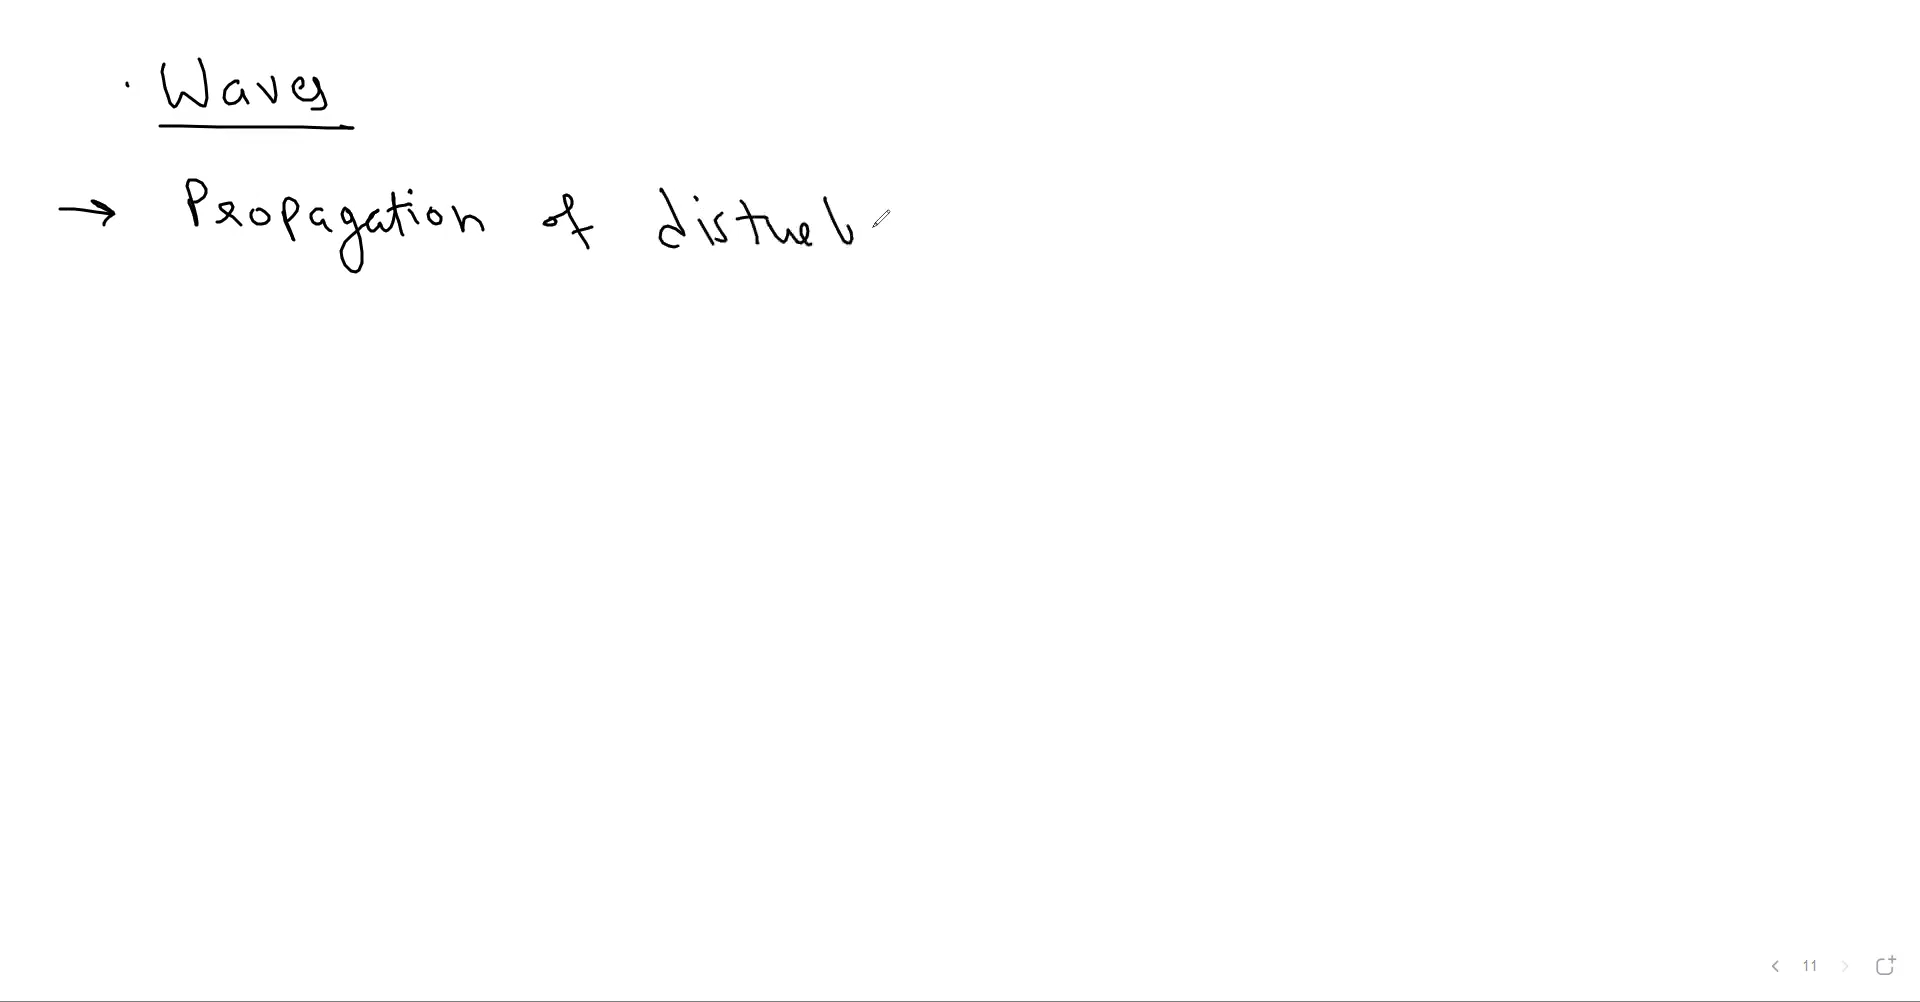 · Waves
→ Propagation of disturb
11